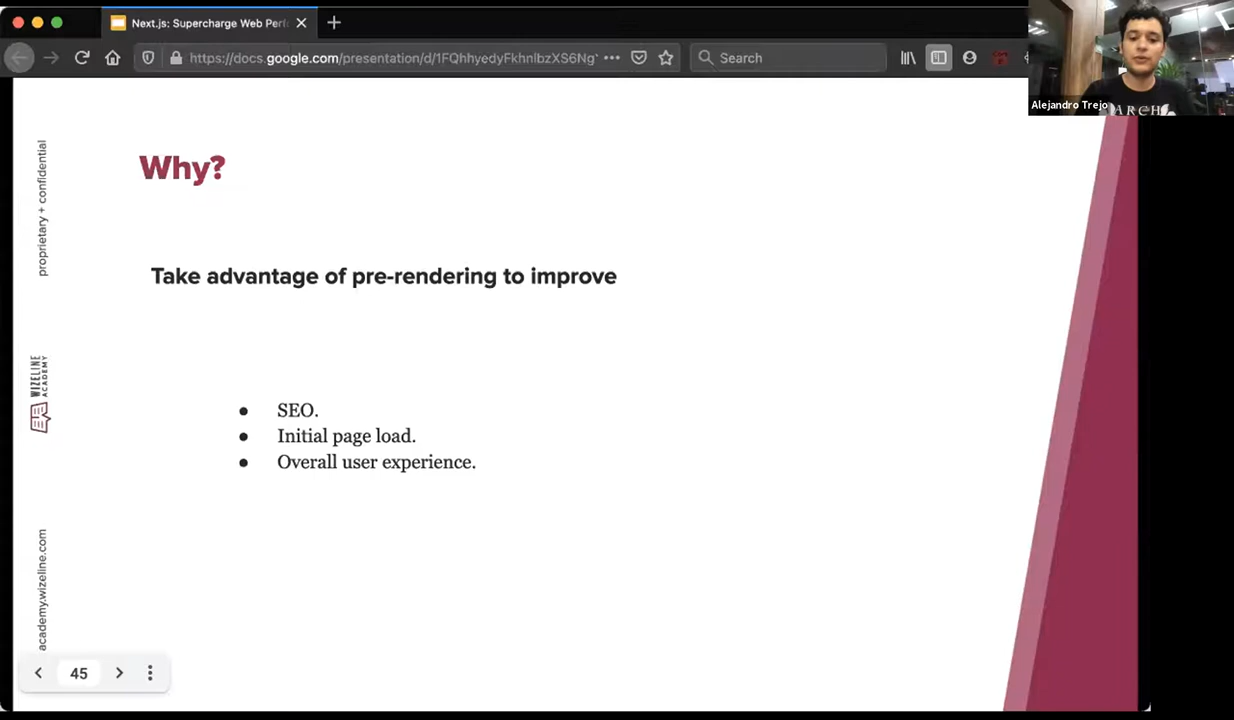 Next.js: Supercharge Web Perf
https://docs.google.com/presentation/d/1FQhhyedyFkhnlbzXS6Ng
Search
Alejandro Trejo
ARCH
Why?
Take advantage of pre-rendering to improve
● SEO.
● Initial page load.
● Overall user experience.
proprietary + confidential
WIZELINE
ACADEMY
academy.wizeline.com
45